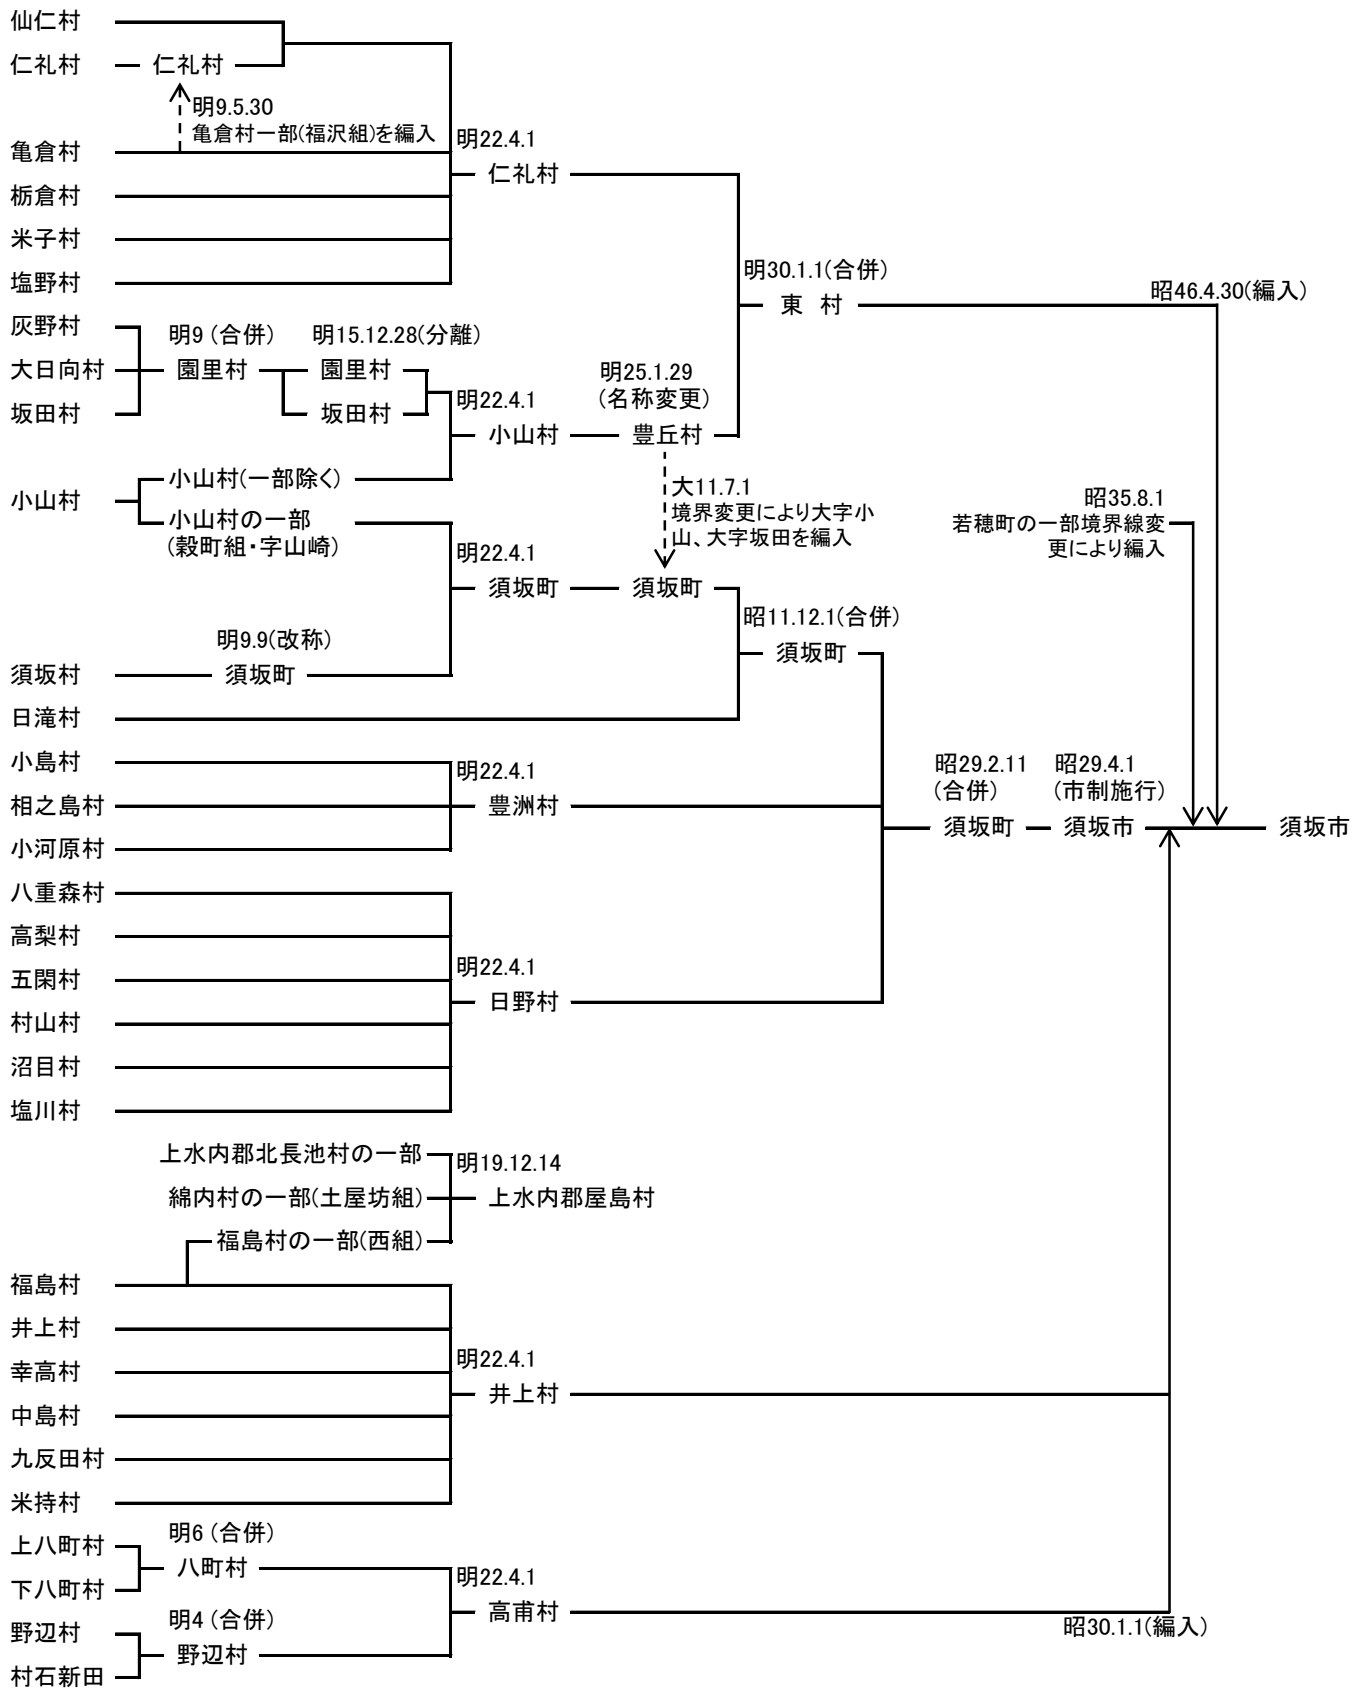 仙仁村
仁礼村
仁礼村
明9.5.30
亀倉村一部(福沢組)を編入
亀倉村
栃倉村
米子村
塩野村
明22.4.1
仁礼村
灰野村
大日向村
坂田村
明9 (合併)
園里村
明15.12.28(分離)
園里村
坂田村
小山村
小山村(一部除く)
小山村の一部
(穀町組・字山崎)
明22.4.1
小山村
明25.1.29
(名称変更)
豊丘村
明30.1.1(合併)
東 村
昭46.4.30(編入)
大11.7.1
境界変更により大字小
山、大字坂田を編入
昭35.8.1
若穂町の一部境界線変
更により編入
須坂村
明9.9(改称)
須坂町
明22.4.1
須坂町
須坂町
日滝村
昭11.12.1(合併)
須坂町
小島村
相之島村
小河原村
明22.4.1
豊洲村
八重森村
高梨村
五閑村
村山村
沼目村
塩川村
明22.4.1
日野村
昭29.2.11
(合併)
須坂町
昭29.4.1
(市制施行)
須坂市
須坂市
上水内郡北長池村の一部
綿内村の一部(土屋坊組)
福島村の一部(西組)
明19.12.14
上水内郡屋島村
福島村
井上村
幸高村
中島村
九反田村
米持村
明22.4.1
井上村
上八町村
下八町村
明6 (合併)
八町村
野辺村
村石新田
明4 (合併)
野辺村
明22.4.1
高甫村
昭30.1.1(編入)